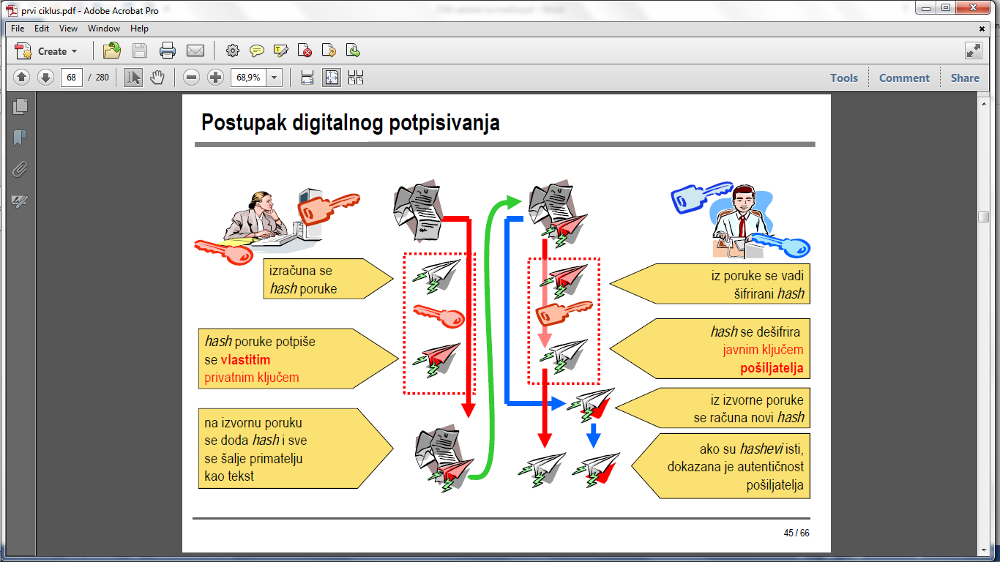 prvi ciklus.pdf - Adobe Acrobat Pro
File Edit View Window Help
Create
68 / 280 68,9% Tools Comment Share
Postupak digitalnog potpisivanja
izračuna se
hash poruke
hash poruke potpiše
se vlastitim
privatnim ključem
na izvornu poruku
se doda hash i sve
se šalje primatelju
kao tekst
iz poruke se vadi
šifrirani hash
hash se dešifrira
javnim ključem
pošiljatelja
iz izvorne poruke
se računa novi hash
ako su hashevi isti,
dokazana je autentičnost
pošiljatelja
45 / 66